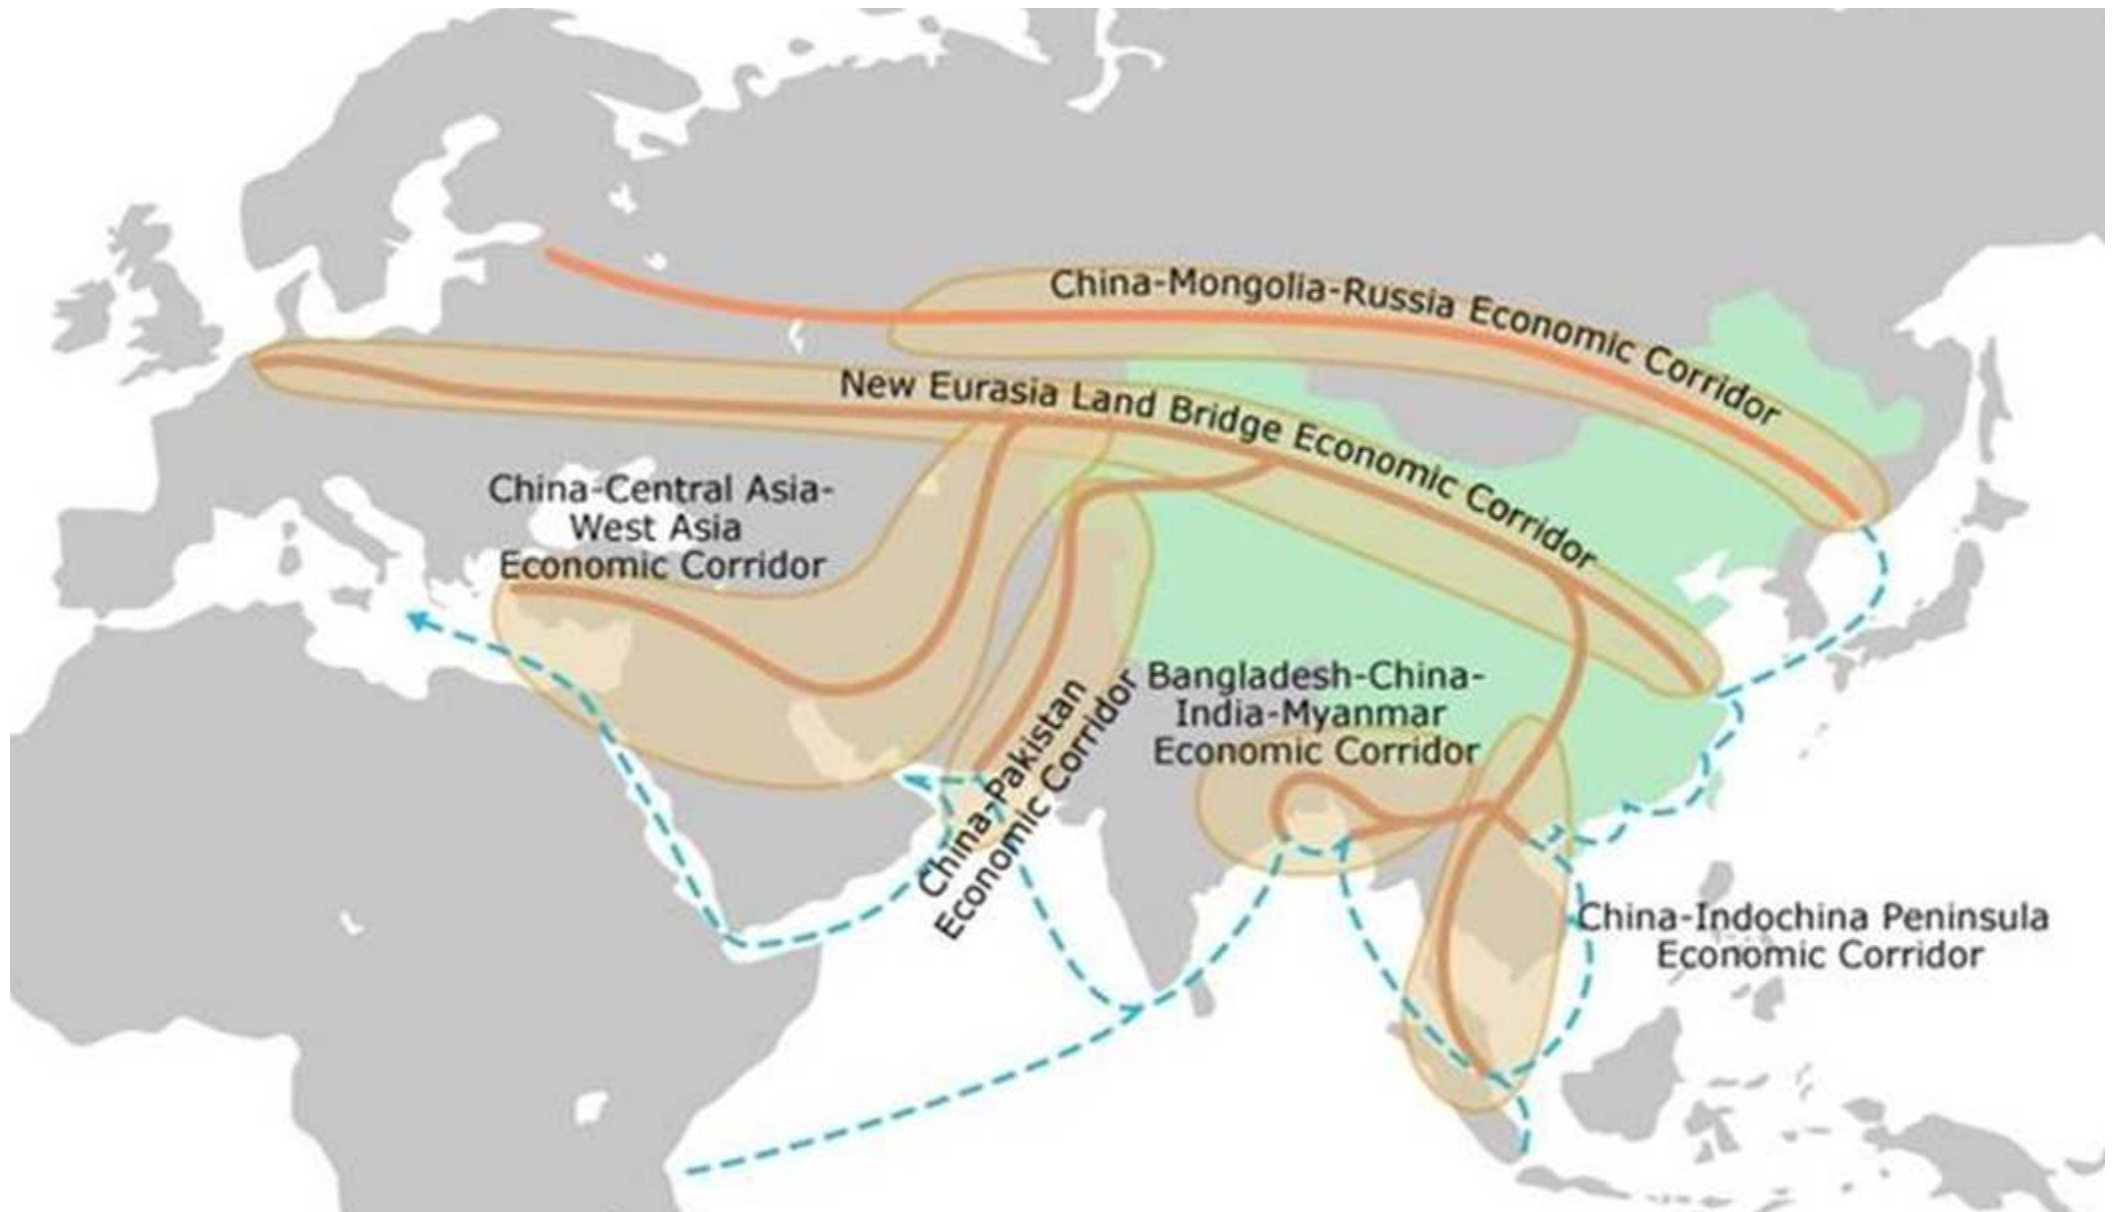 China-Mongolia-Russia Economic Corridor
New Eurasia Land Bridge Economic Corridor
China-Central Asia-
West Asia
Economic Corridor
China-Pakistan
Economic Corridor
Bangladesh-China-
India-Myanmar
Economic Corridor
China-Indochina Peninsula
Economic Corridor